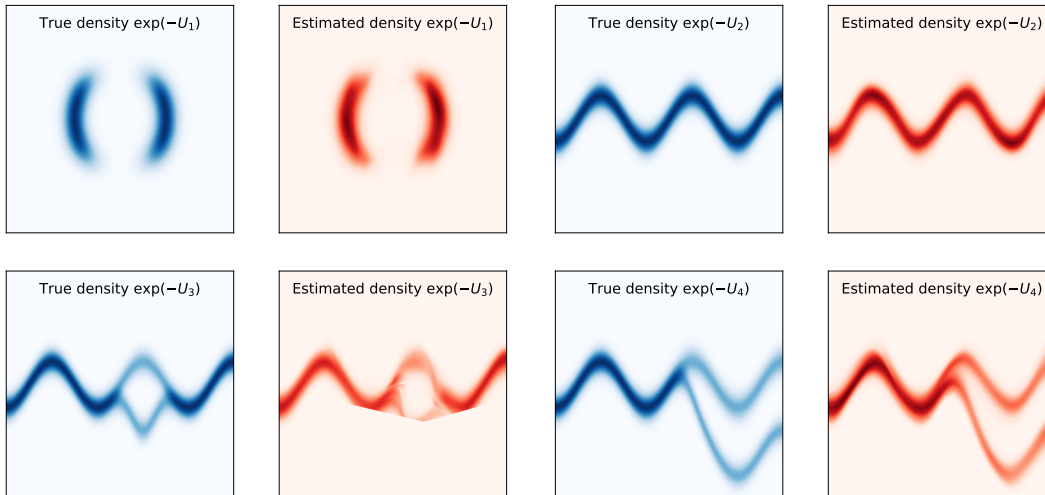 True density exp(−U₁)
Estimated density exp(−U₁)
True density exp(−U₂)
Estimated density exp(−U₂)
True density exp(−U₃)
Estimated density exp(−U₃)
True density exp(−U₄)
Estimated density exp(−U₄)